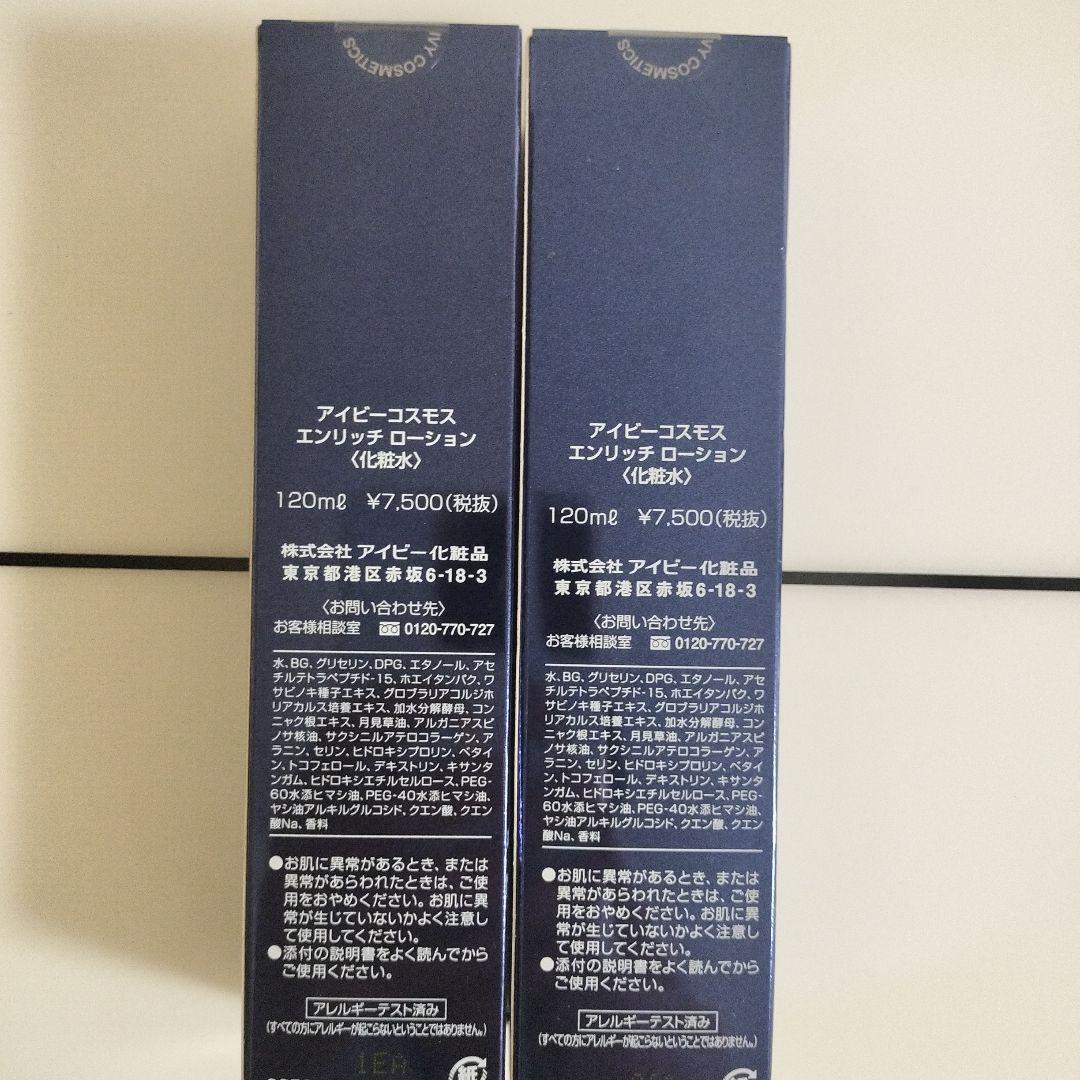 IVY COSMETICS
アイビーコスモス
エンリッチ ローション
〈化粧水〉
120mℓ ¥7,500(税抜)
株式会社 アイビー化粧品
東京都港区赤坂6-18-3
〈お問い合わせ先〉
お客様相談室 0120-770-727
水、BG、グリセリン、DPG、エタノール、アセ
チルテトラペプチド-15、ホエイタンパク、ワ
サビノキ種子エキス、グロブラリアコルジホ
リアカルス培養エキス、加水分解酵母、コン
ニャク根エキス、月見草油、アルガニアスピ
ノサ核油、サクシニルアテロコラーゲン、ア
ラニン、セリン、ヒドロキシプロリン、ベタイ
ン、トコフェロール、デキストリン、キサンタ
ンガム、ヒドロキシエチルセルロース、PEG-
60水添ヒマシ油、PEG-40水添ヒマシ油、
ヤシ油アルキルグルコシド、クエン酸、クエン
酸Na、香料
●お肌に異常があるとき、または
異常があらわれたときは、ご使
用をおやめください。お肌に異
常が生じていないかよく注意し
て使用してください。
●添付の説明書をよく読んでから
ご使用ください。
アレルギーテスト済み
(すべての方にアレルギーが起こらないということではありません。)
1EA
紙
IVY COSMETICS
アイビーコスモス
エンリッチ ローション
〈化粧水〉
120mℓ ¥7,500(税抜)
株式会社 アイビー化粧品
東京都港区赤坂6-18-3
〈お問い合わせ先〉
お客様相談室 0120-770-727
水、BG、グリセリン、DPG、エタノール、アセ
チルテトラペプチド-15、ホエイタンパク、ワ
サビノキ種子エキス、グロブラリアコルジホ
リアカルス培養エキス、加水分解酵母、コン
ニャク根エキス、月見草油、アルガニアスピ
ノサ核油、サクシニルアテロコラーゲン、ア
ラニン、セリン、ヒドロキシプロリン、ベタイ
ン、トコフェロール、デキストリン、キサンタ
ンガム、ヒドロキシエチルセルロース、PEG-
60水添ヒマシ油、PEG-40水添ヒマシ油、
ヤシ油アルキルグルコシド、クエン酸、クエン
酸Na、香料
●お肌に異常があるとき、または
異常があらわれたときは、ご使
用をおやめください。お肌に異
常が生じていないかよく注意し
て使用してください。
●添付の説明書をよく読んでから
ご使用ください。
アレルギーテスト済み
(すべての方にアレルギーが起こらないということではありません。)